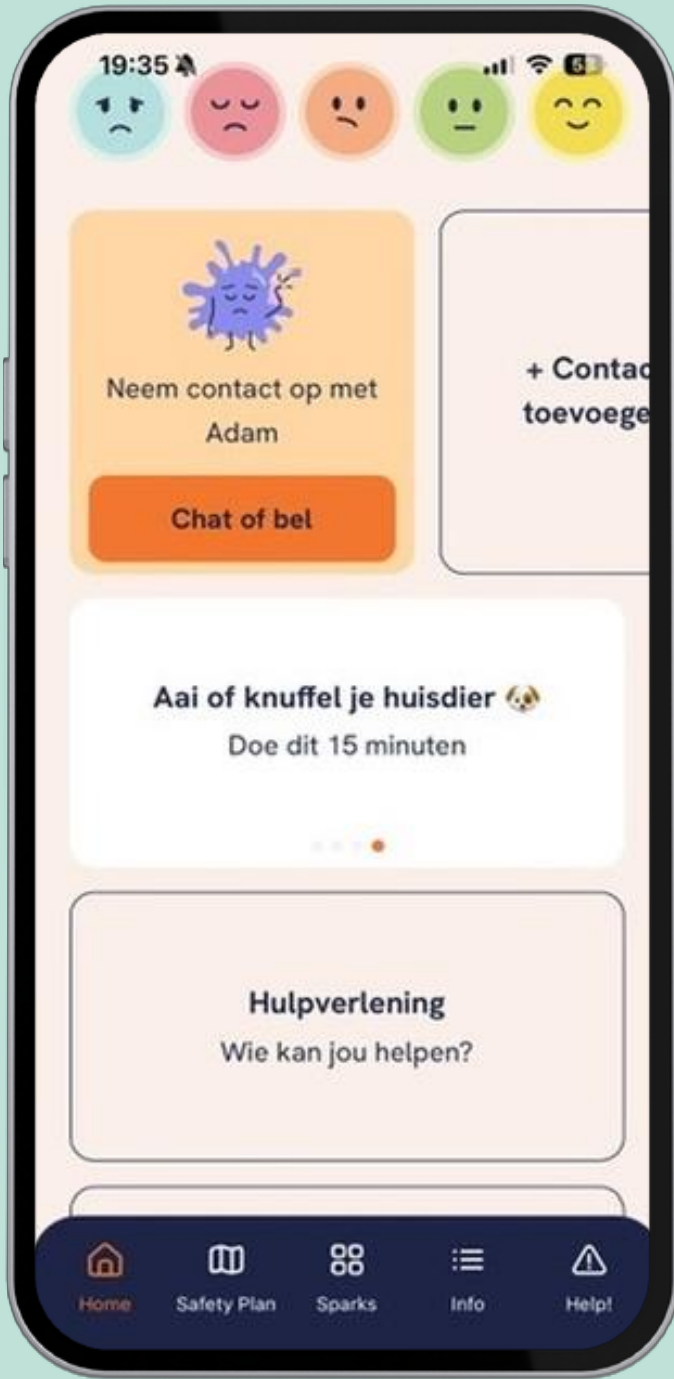 19:35
Neem contact op met
Adam
Chat of bel
+ Contac
toevoege
Aai of knuffel je huisdier
Doe dit 15 minuten
Hulpverlening
Wie kan jou helpen?
Home
Safety Plan
Sparks
Info
Help!